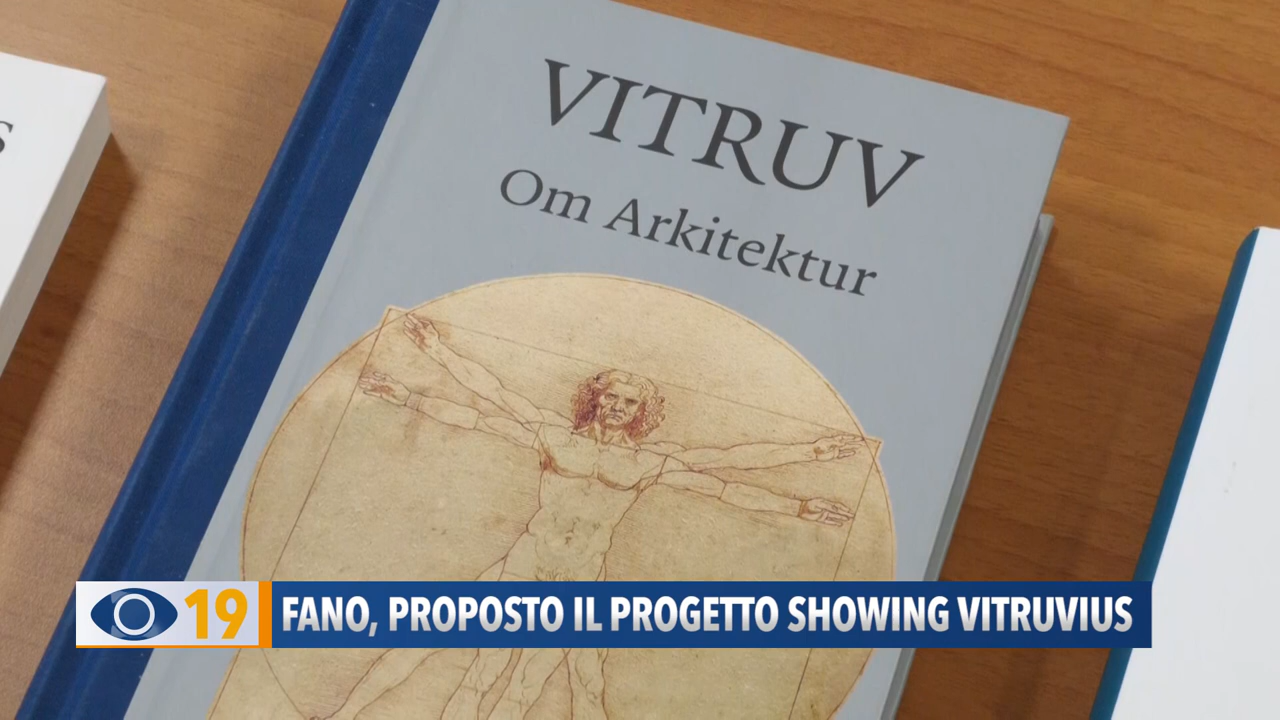 S
VITRUV
Om Arkitektur
19
FANO, PROPOSTO IL PROGETTO SHOWING VITRUVIUS